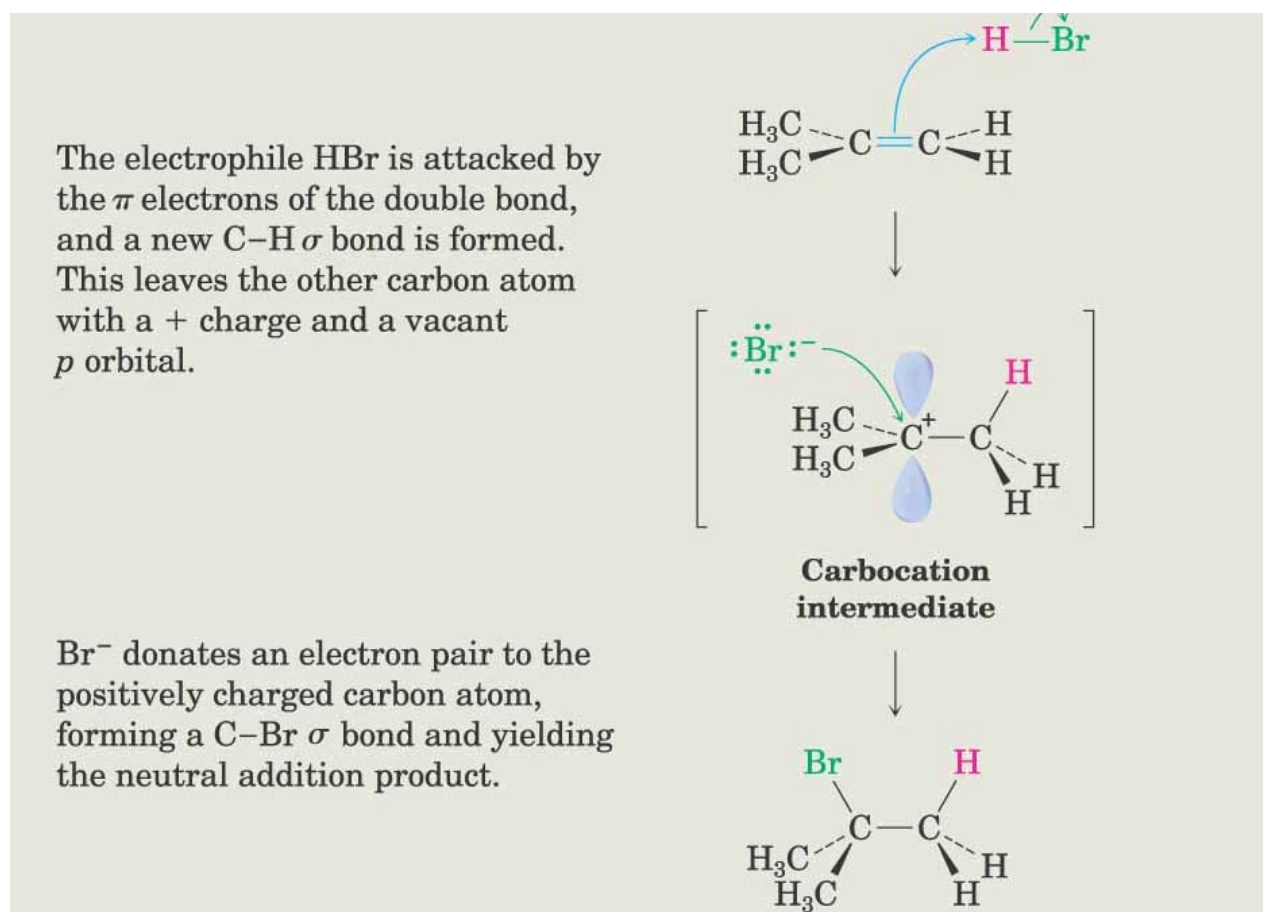 H—Br
H₃C C=C H
H₃C H
The electrophile HBr is attacked by
the π electrons of the double bond,
and a new C–H σ bond is formed.
This leaves the other carbon atom
with a + charge and a vacant
p orbital.
:Br:⁻
H
H₃C C⁺—C
H₃C H
H
Carbocation
intermediate
Br⁻ donates an electron pair to the
positively charged carbon atom,
forming a C–Br σ bond and yielding
the neutral addition product.
Br H
C—C
H₃C H
H₃C H